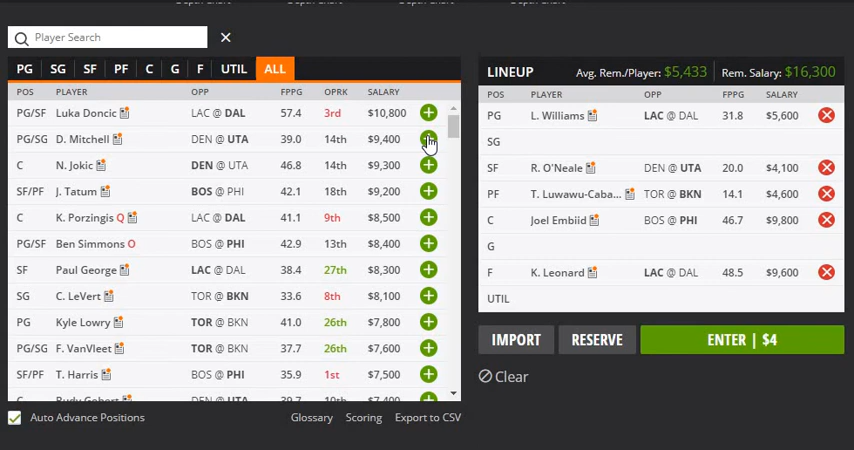 Player Search ✕
PG SG SF PF C G F UTIL ALL
POS PLAYER OPP FPPG OPRK SALARY
PG/SF Luka Doncic LAC @ DAL 57.4 3rd $10,800
PG/SG D. Mitchell DEN @ UTA 39.0 14th $9,400
C N. Jokic DEN @ UTA 46.8 14th $9,300
SF/PF J. Tatum BOS @ PHI 42.1 18th $9,200
C K. Porzingis Q LAC @ DAL 41.1 9th $8,500
PG/SF Ben Simmons O BOS @ PHI 42.9 13th $8,400
SF Paul George LAC @ DAL 38.4 27th $8,300
SG C. LeVert TOR @ BKN 33.6 8th $8,100
PG Kyle Lowry TOR @ BKN 41.0 26th $7,800
PG/SG F. VanVleet TOR @ BKN 37.7 26th $7,600
SF/PF T. Harris BOS @ PHI 35.9 1st $7,500
C Rudy Gobert DEN @ UTA 39.7 19th $7,400
Auto Advance Positions Glossary Scoring Export to CSV
LINEUP Avg. Rem./Player: $5,433 Rem. Salary: $16,300
POS PLAYER OPP FPPG SALARY
PG L. Williams LAC @ DAL 31.8 $5,600
SG
SF R. O'Neale DEN @ UTA 20.0 $4,100
PF T. Luwawu-Caba... TOR @ BKN 14.1 $4,600
C Joel Embiid BOS @ PHI 46.7 $9,800
G
F K. Leonard LAC @ DAL 48.5 $9,600
UTIL
IMPORT RESERVE ENTER | $4
Clear